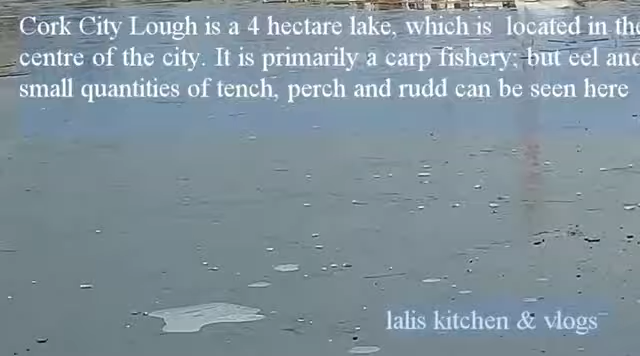 Cork City Lough is a 4 hectare lake, which is located in the
centre of the city. It is primarily a carp fishery; but eel and
small quantities of tench, perch and rudd can be seen here
lalis kitchen & vlogs